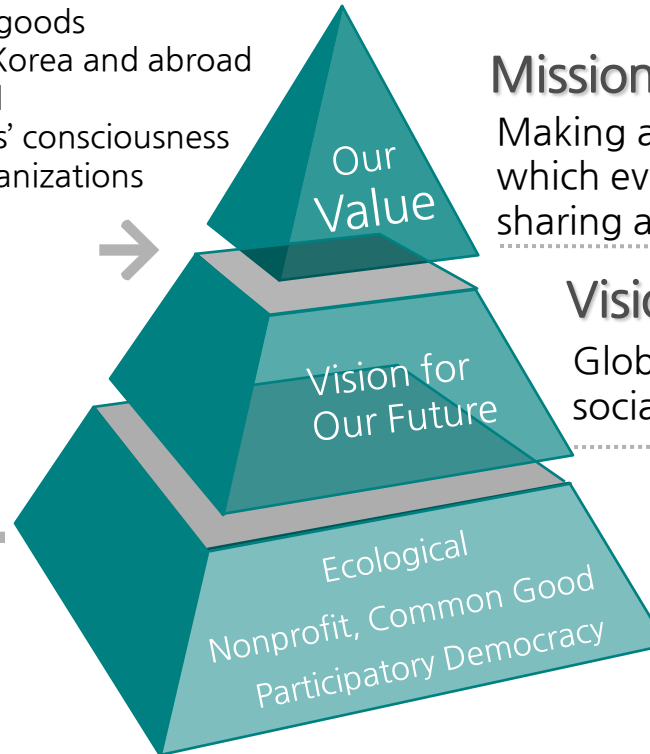 goods
Korea and abroad
’ consciousness
anizations
Our
Value
Vision for
Our Future
Ecological
Nonprofit, Common Good
Participatory Democracy
Mission
Making a
which ev
sharing a
Visi
Glob
socia